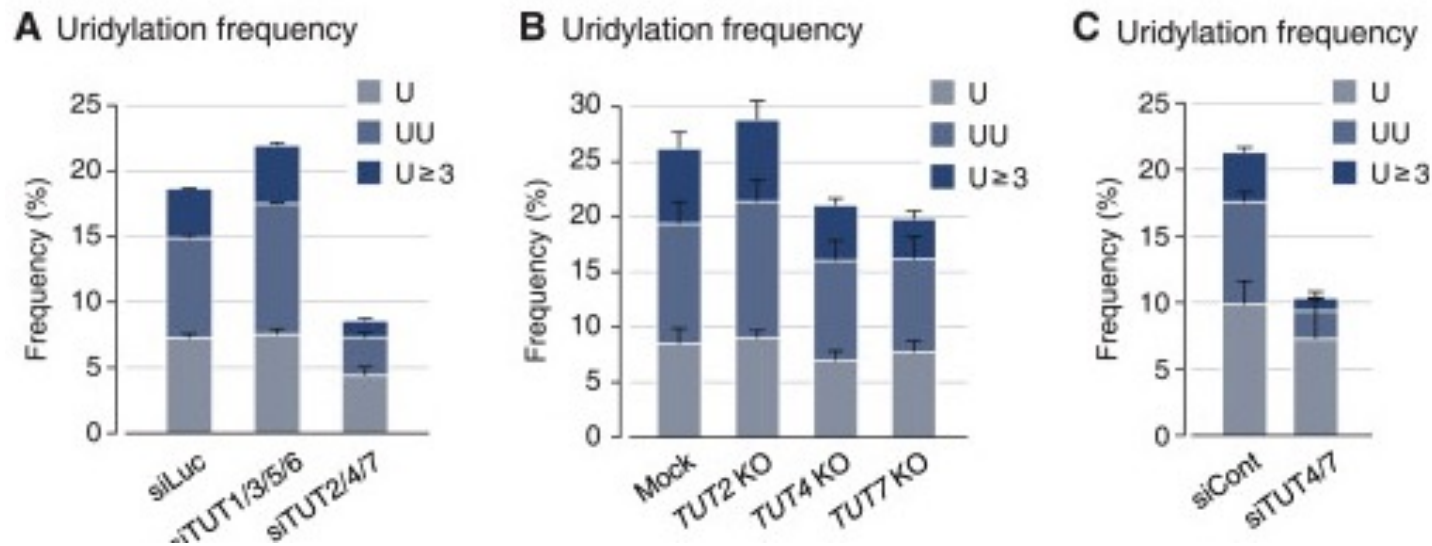 A Uridylation frequency
Frequency (%)
25
20
15
10
5
0
U
UU
U ≥ 3
siLuc
siTUT1/3/5/6
siTUT2/4/7
B Uridylation frequency
Frequency (%)
30
25
20
15
10
5
0
U
UU
U ≥ 3
Mock
TUT2 KO
TUT4 KO
TUT7 KO
C Uridylation frequency
Frequency (%)
25
20
15
10
5
0
U
UU
U ≥ 3
siCont
siTUT4/7